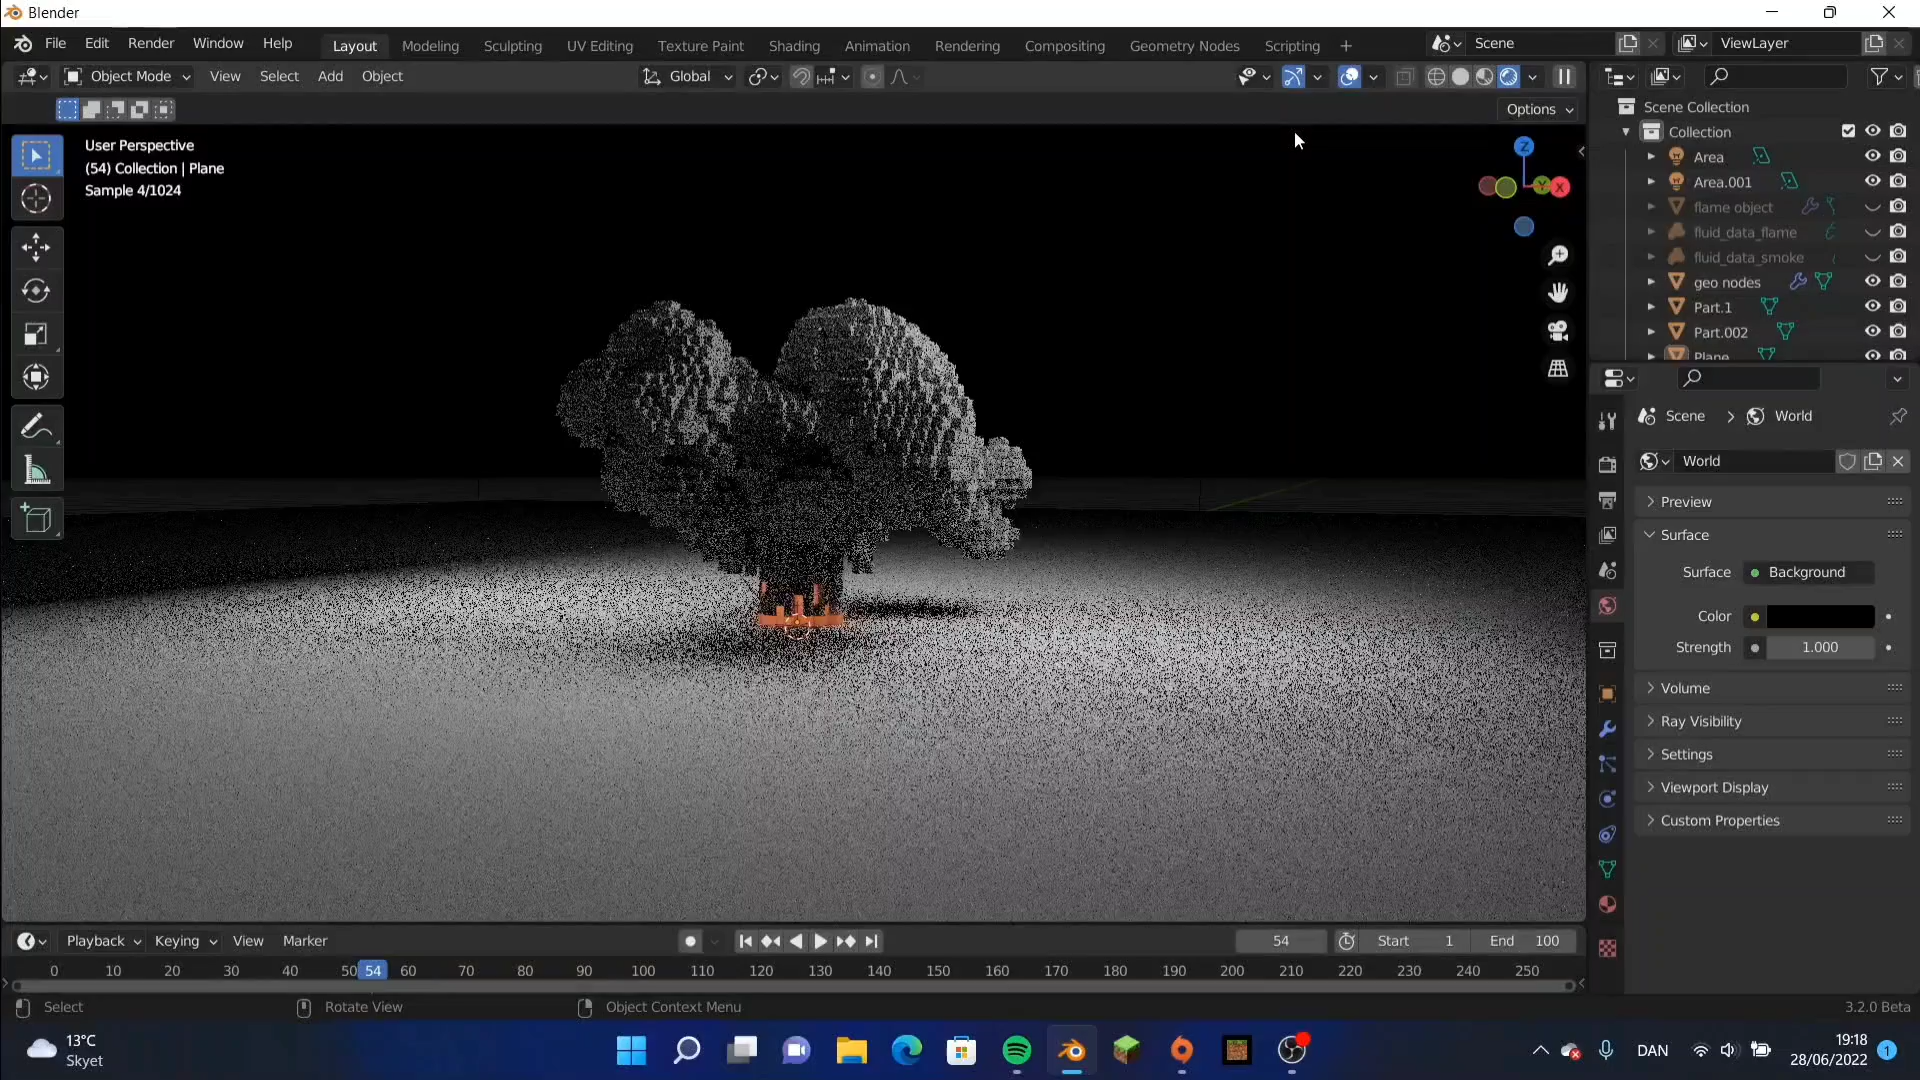 Blender
File Edit Render Window Help Layout Modeling Sculpting UV Editing Texture Paint Shading Animation Rendering Compositing Geometry Nodes Scripting + Scene ViewLayer
Object Mode View Select Add Object Global
Options
User Perspective
(54) Collection | Plane
Sample 4/1024
Z
Y
X
Scene Collection
Collection
Area
Area.001
flame object
fluid_data_flame
fluid_data_smoke
geo nodes
Part.1
Part.002
Plane
Scene > World
World
Preview
Surface
Surface Background
Color
Strength 1.000
Volume
Ray Visibility
Settings
Viewport Display
Custom Properties
Playback Keying View Marker 54 Start 1 End 100
0 10 20 30 40 50 54 60 70 80 90 100 110 120 130 140 150 160 170 180 190 200 210 220 230 240 250
Select Rotate View Object Context Menu 3.2.0 Beta
13°C
Skyet
DAN
19:18
28/06/2022
1